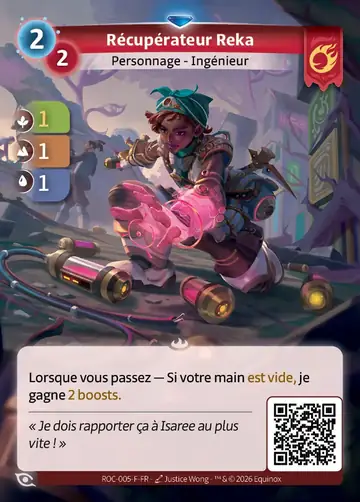 2
2
Récupérateur Reka
Personnage - Ingénieur
1
1
1
Lorsque vous passez — Si votre main est vide, je
gagne 2 boosts.
« Je dois rapporter ça à Isaree au plus
vite ! »
ROC-005-F-FR - Justice Wong - ™ & © 2026 Equinox